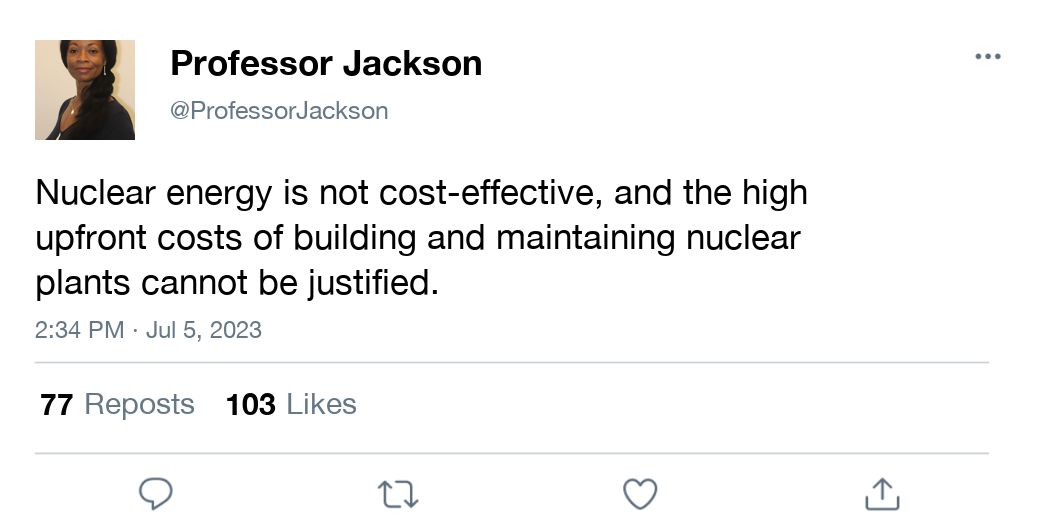 Professor Jackson
@ProfessorJackson
Nuclear energy is not cost-effective, and the high
upfront costs of building and maintaining nuclear
plants cannot be justified.
2:34 PM · Jul 5, 2023
77 Reposts 103 Likes